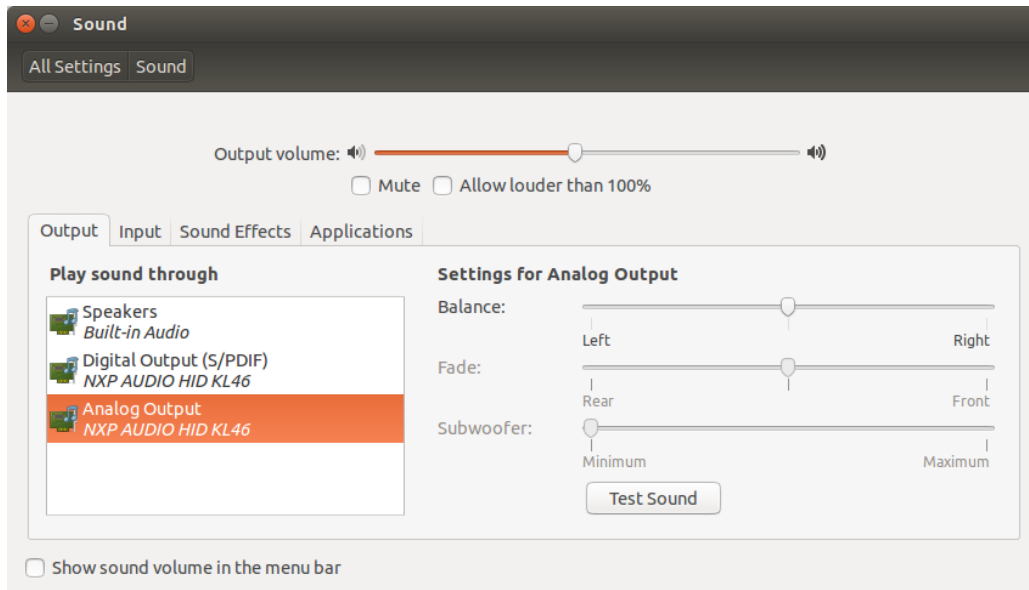 Sound
All Settings Sound
Output volume:
Mute Allow louder than 100%
Output Input Sound Effects Applications
Play sound through
Speakers
Built-in Audio
Digital Output (S/PDIF)
NXP AUDIO HID KL46
Analog Output
NXP AUDIO HID KL46
Settings for Analog Output
Balance:
Left Right
Fade:
Rear Front
Subwoofer:
Minimum Maximum
Test Sound
Show sound volume in the menu bar